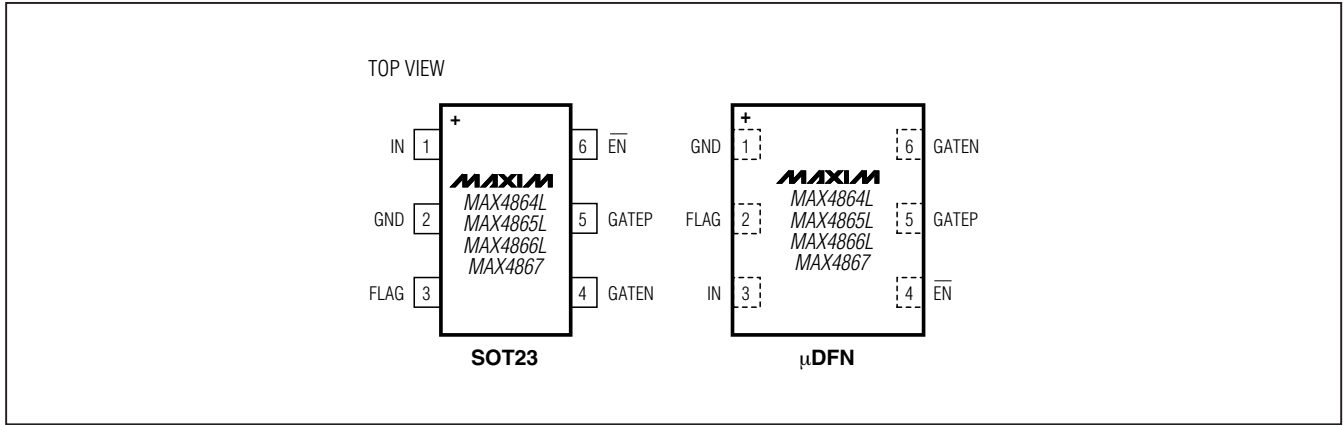 TOP VIEW
+
IN 1
6 EN
MAXIM
MAX4864L
GND 2
MAX4865L
5 GATEP
MAX4866L
MAX4867
FLAG 3
4 GATEN
SOT23
+
GND 1
6 GATEN
MAXIM
MAX4864L
FLAG 2
MAX4865L
5 GATEP
MAX4866L
MAX4867
IN 3
4 EN
μDFN